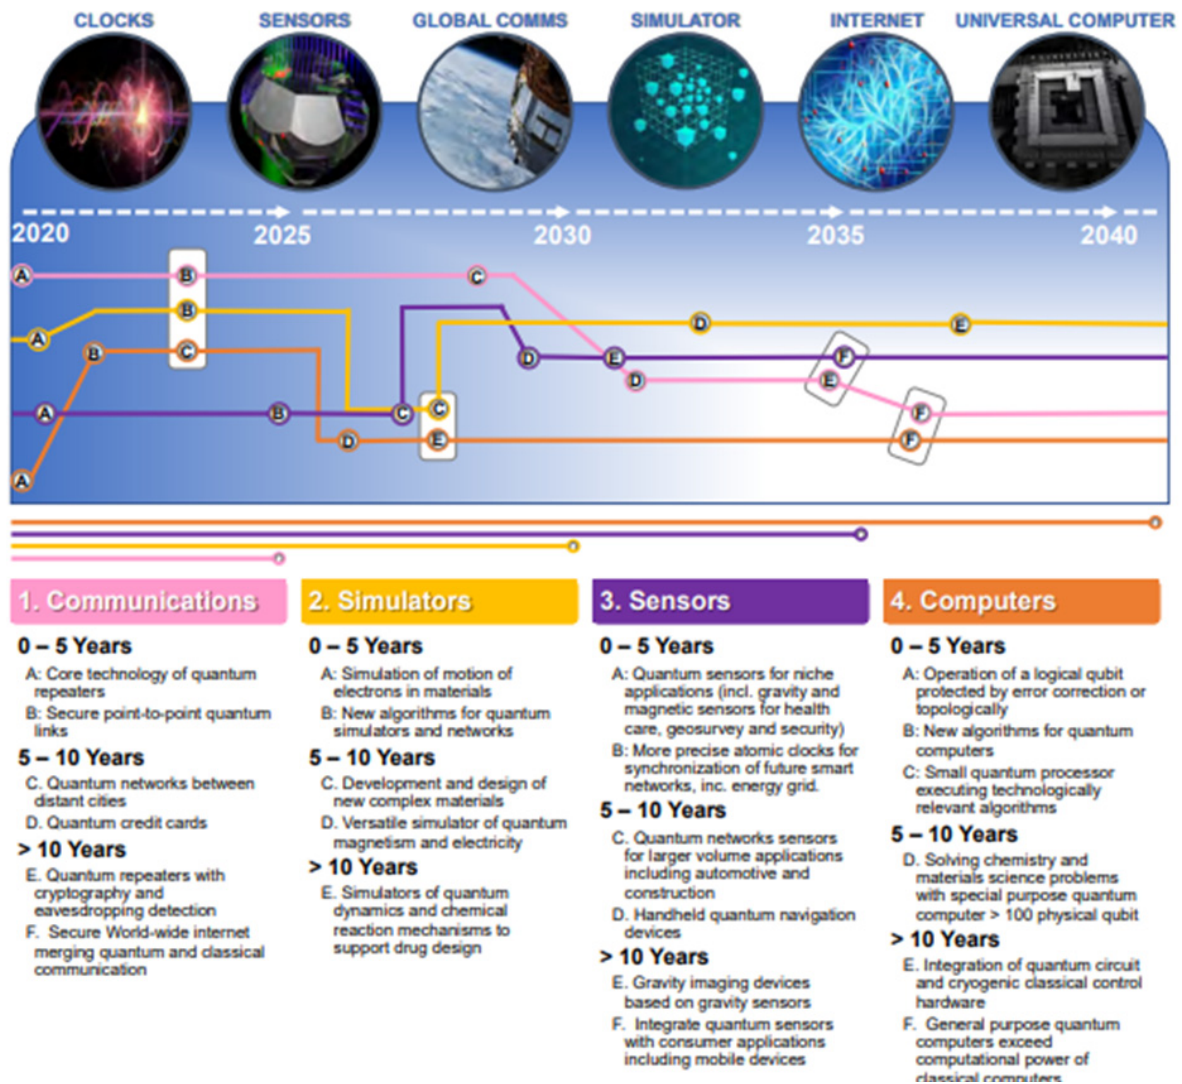 CLOCKS SENSORS GLOBAL COMMS SIMULATOR INTERNET UNIVERSAL COMPUTER
2020 2025 2030 2035 2040
A B C
B D E
A
B C D E F
D E
A B C C F
D E F
A
1. Communications
0 – 5 Years
A: Core technology of quantum
repeaters
B: Secure point-to-point quantum
links
5 – 10 Years
C. Quantum networks between
distant cities
D. Quantum credit cards
> 10 Years
E. Quantum repeaters with
cryptography and
eavesdropping detection
F. Secure World-wide internet
merging quantum and classical
communication
2. Simulators
0 – 5 Years
A: Simulation of motion of
electrons in materials
B: New algorithms for quantum
simulators and networks
5 – 10 Years
C. Development and design of
new complex materials
D. Versatile simulator of quantum
magnetism and electricity
> 10 Years
E. Simulators of quantum
dynamics and chemical
reaction mechanisms to
support drug design
3. Sensors
0 – 5 Years
A: Quantum sensors for niche
applications (incl. gravity and
magnetic sensors for health
care, geosurvey and security)
B: More precise atomic clocks for
synchronization of future smart
networks, inc. energy grid.
5 – 10 Years
C. Quantum networks sensors
for larger volume applications
including automotive and
construction
D. Handheld quantum navigation
devices
> 10 Years
E. Gravity imaging devices
based on gravity sensors
F. Integrate quantum sensors
with consumer applications
including mobile devices
4. Computers
0 – 5 Years
A: Operation of a logical qubit
protected by error correction or
topologically
B: New algorithms for quantum
computers
C: Small quantum processor
executing technologically
relevant algorithms
5 – 10 Years
D. Solving chemistry and
materials science problems
with special purpose quantum
computer > 100 physical qubit
> 10 Years
E. Integration of quantum circuit
and cryogenic classical control
hardware
F. General purpose quantum
computers exceed
computational power of
classical computers